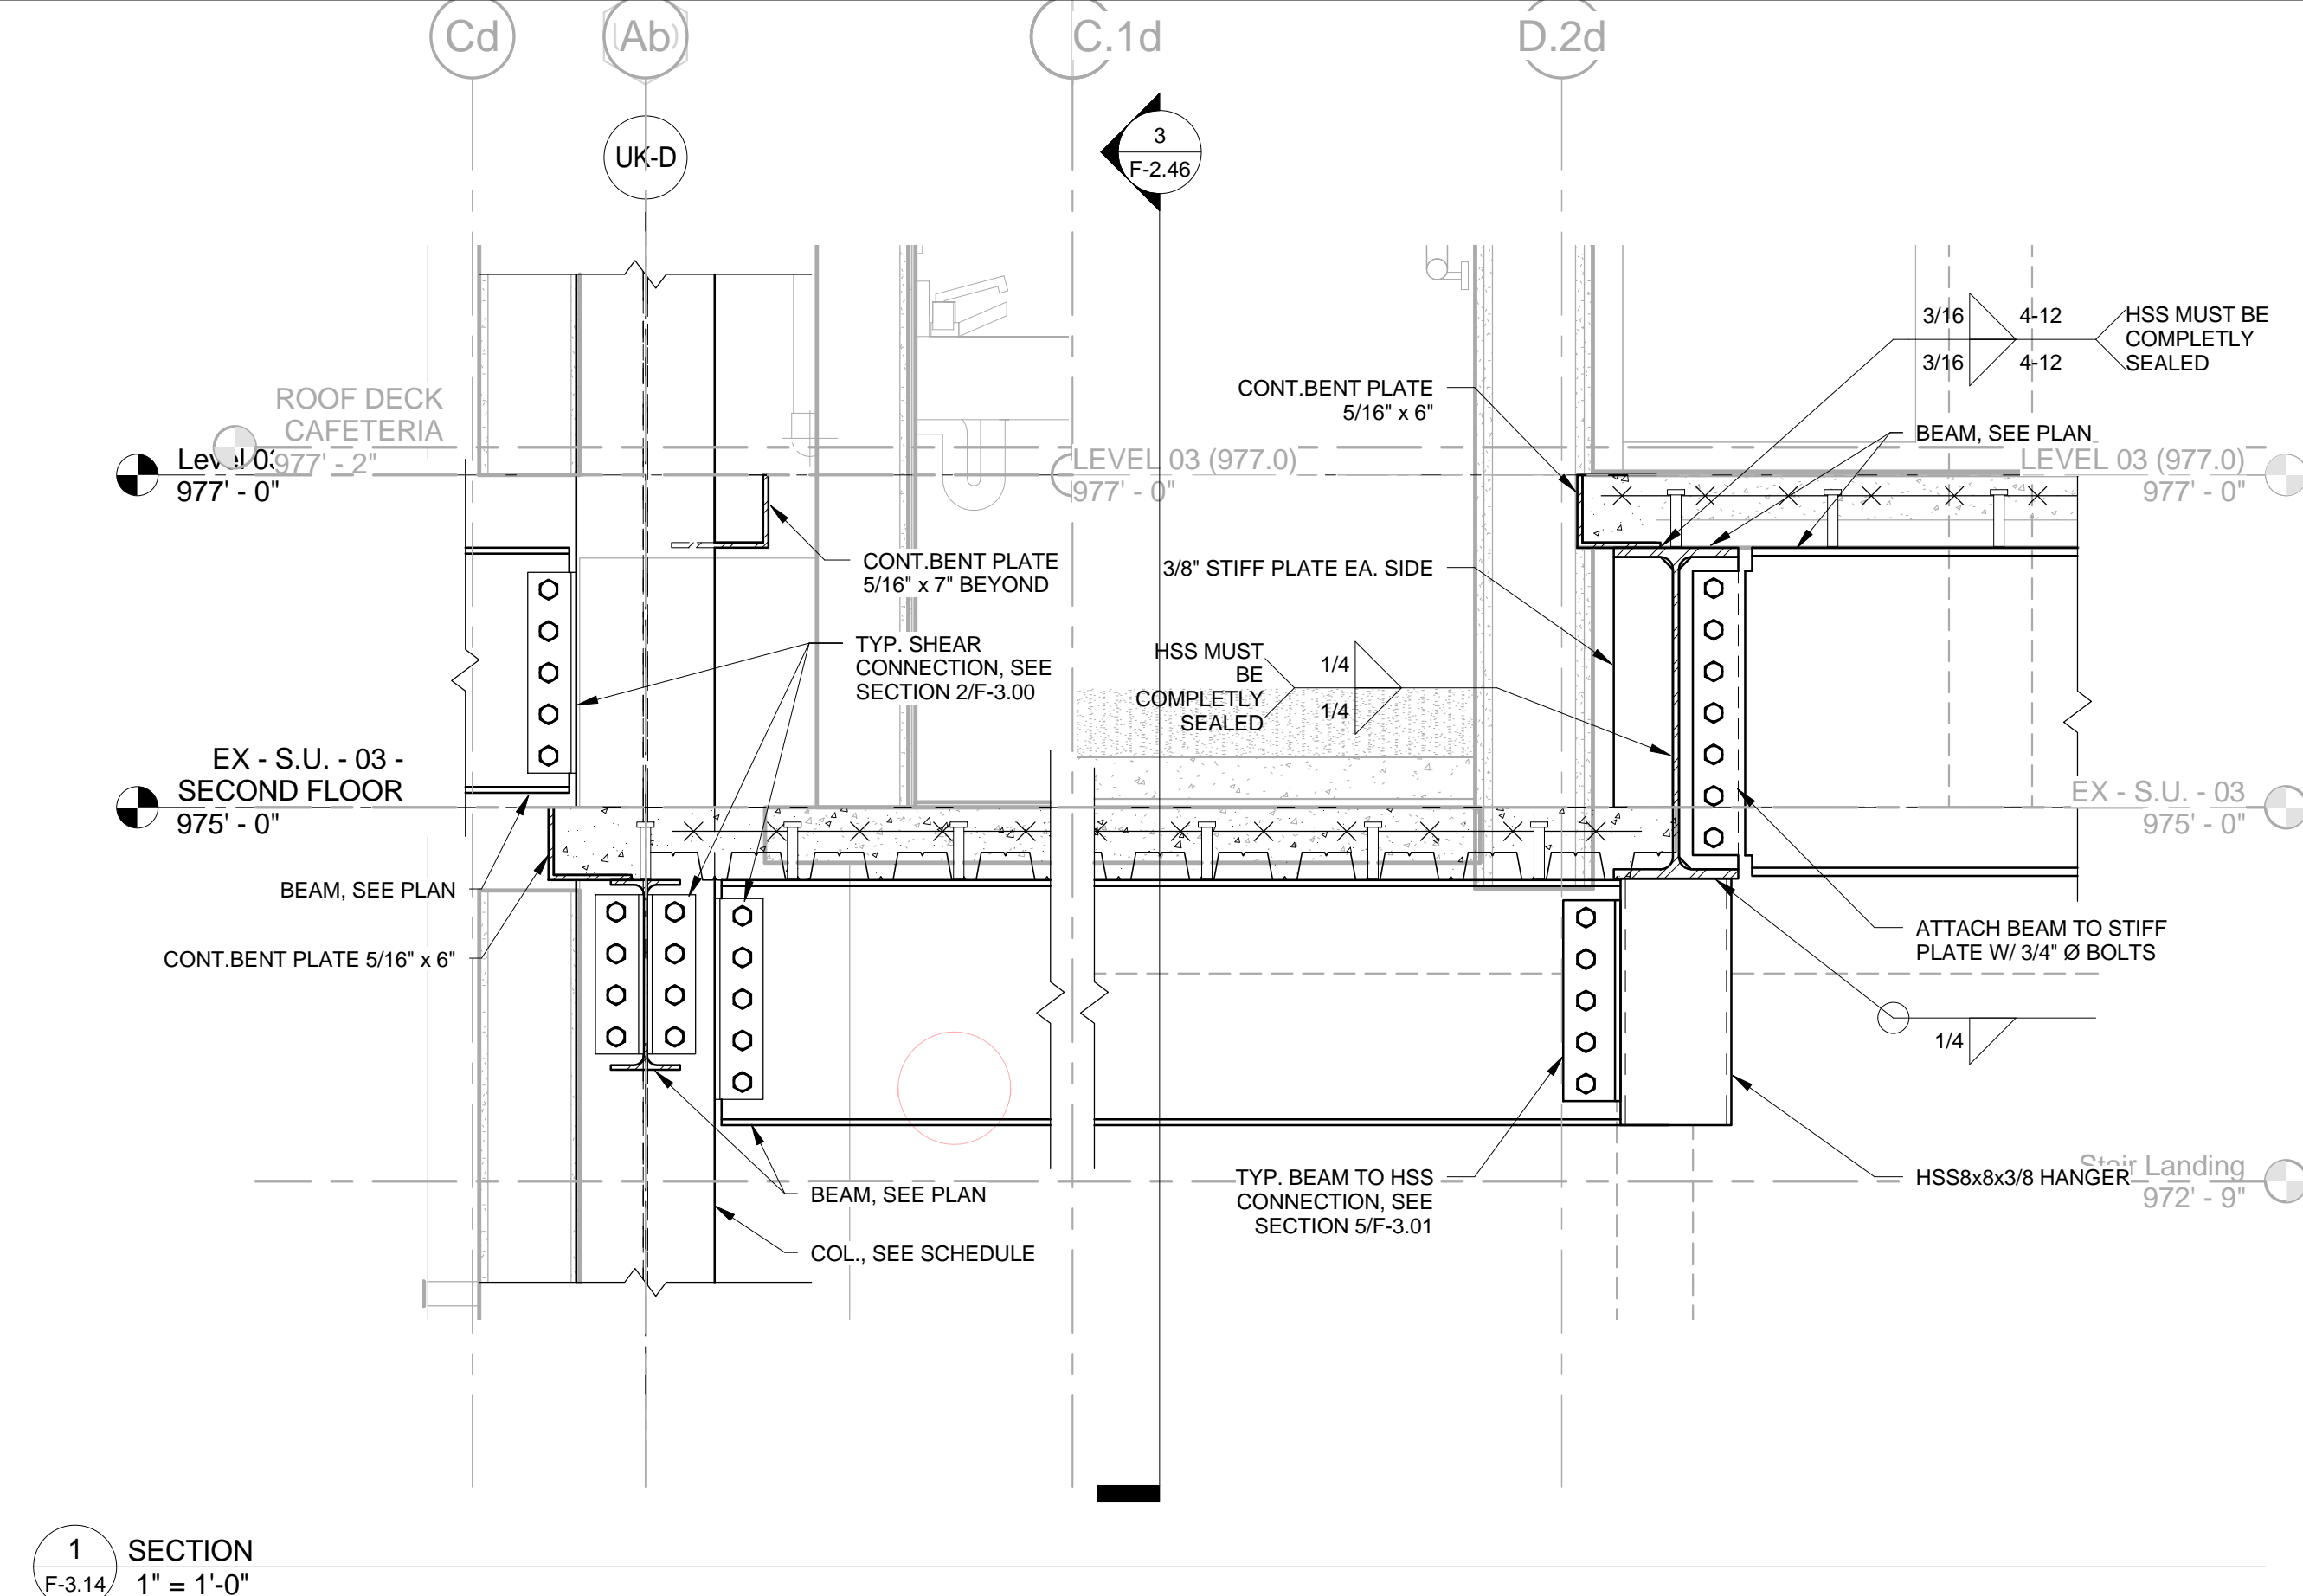 Cd
Ab
C.1d
D.2d
UK-D
3
F-2.46
3/16
4-12
3/16
4-12
HSS MUST BE
COMPLETLY
SEALED
CONT.BENT PLATE
5/16" x 6"
ROOF DECK
CAFETERIA
977' - 2"
Level 03
977' - 0"
LEVEL 03 (977.0)
977' - 0"
BEAM, SEE PLAN
LEVEL 03 (977.0)
977' - 0"
CONT.BENT PLATE
5/16" x 7" BEYOND
3/8" STIFF PLATE EA. SIDE
TYP. SHEAR
CONNECTION, SEE
SECTION 2/F-3.00
HSS MUST
BE
COMPLETLY
SEALED
1/4
1/4
EX - S.U. - 03 -
SECOND FLOOR
975' - 0"
EX - S.U. - 03
975' - 0"
BEAM, SEE PLAN
CONT.BENT PLATE 5/16" x 6"
ATTACH BEAM TO STIFF
PLATE W/ 3/4" Ø BOLTS
1/4
BEAM, SEE PLAN
COL., SEE SCHEDULE
TYP. BEAM TO HSS
CONNECTION, SEE
SECTION 5/F-3.01
HSS8x8x3/8 HANGER
Stair Landing
972' - 9"
1
F-3.14
SECTION
1" = 1'-0"